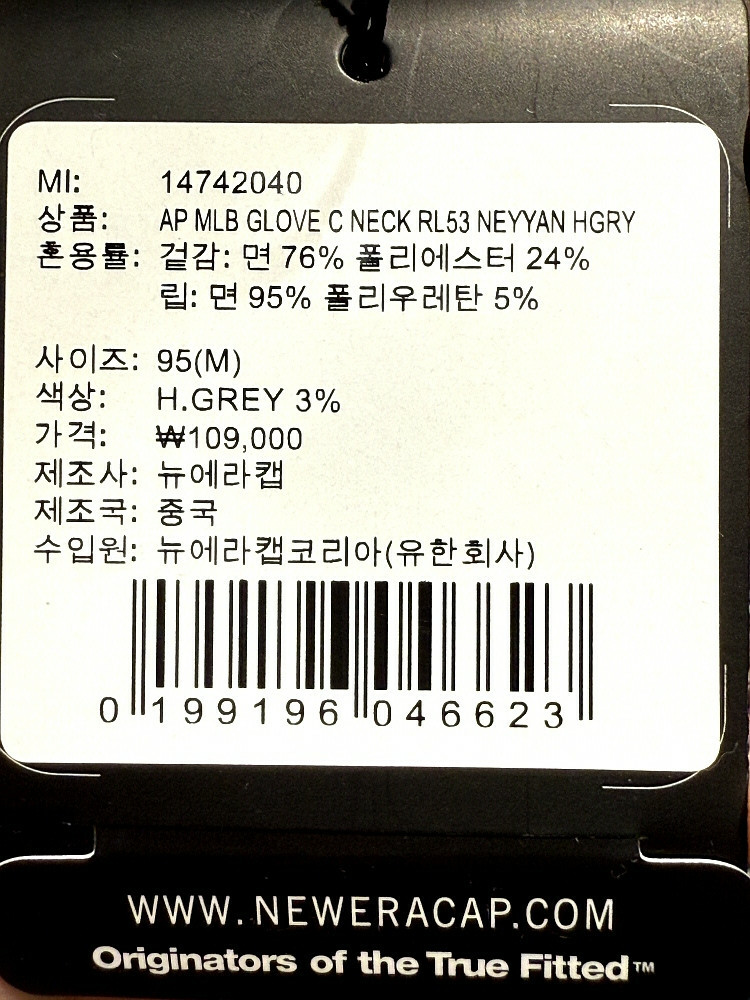 MI: 14742040
상품: AP MLB GLOVE C NECK RL53 NEYYAN HGRY
혼용률: 겉감: 면 76% 폴리에스터 24%
립: 면 95% 폴리우레탄 5%
사이즈: 95(M)
색상: H.GREY 3%
가격: ₩109,000
제조사: 뉴에라캡
제조국: 중국
수입원: 뉴에라캡코리아(유한회사)
0 199196 046623
WWW.NEWERACAP.COM
Originators of the True Fitted™